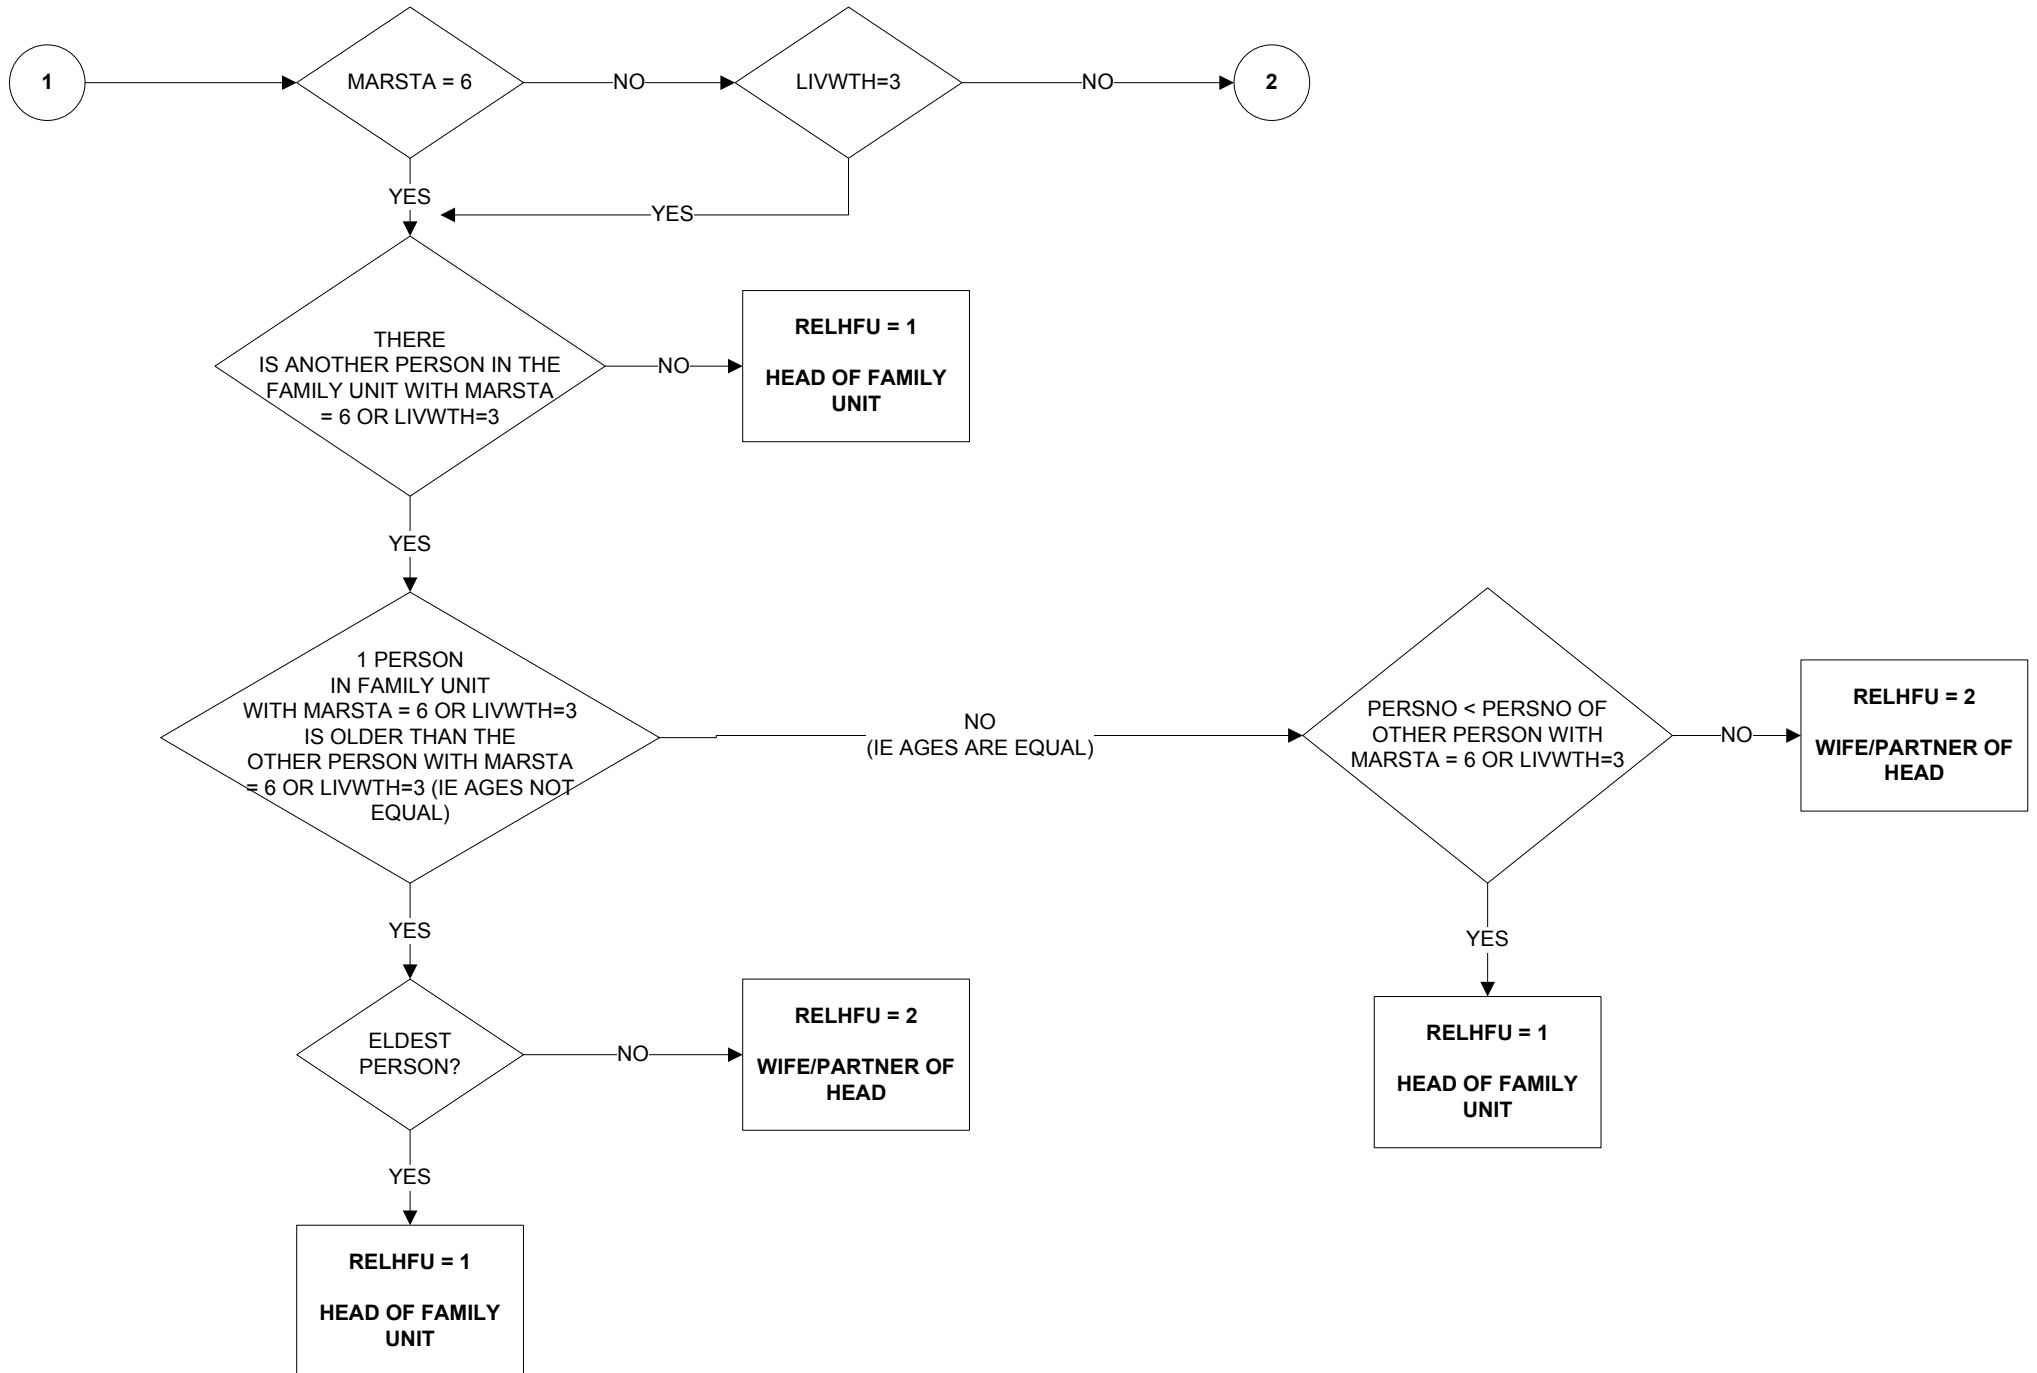 1
MARSTA = 6
NO
LIVWTH=3
NO
2
YES
YES
THERE
IS ANOTHER PERSON IN THE
FAMILY UNIT WITH MARSTA
= 6 OR LIVWTH=3
NO
RELHFU = 1
HEAD OF FAMILY
UNIT
YES
1 PERSON
IN FAMILY UNIT
WITH MARSTA = 6 OR LIVWTH=3
IS OLDER THAN THE
OTHER PERSON WITH MARSTA
= 6 OR LIVWTH=3 (IE AGES NOT
EQUAL)
NO
(IE AGES ARE EQUAL)
PERSNO < PERSNO OF
OTHER PERSON WITH
MARSTA = 6 OR LIVWTH=3
NO
RELHFU = 2
WIFE/PARTNER OF
HEAD
YES
YES
ELDEST
PERSON?
NO
RELHFU = 2
WIFE/PARTNER OF
HEAD
RELHFU = 1
HEAD OF FAMILY
UNIT
YES
RELHFU = 1
HEAD OF FAMILY
UNIT